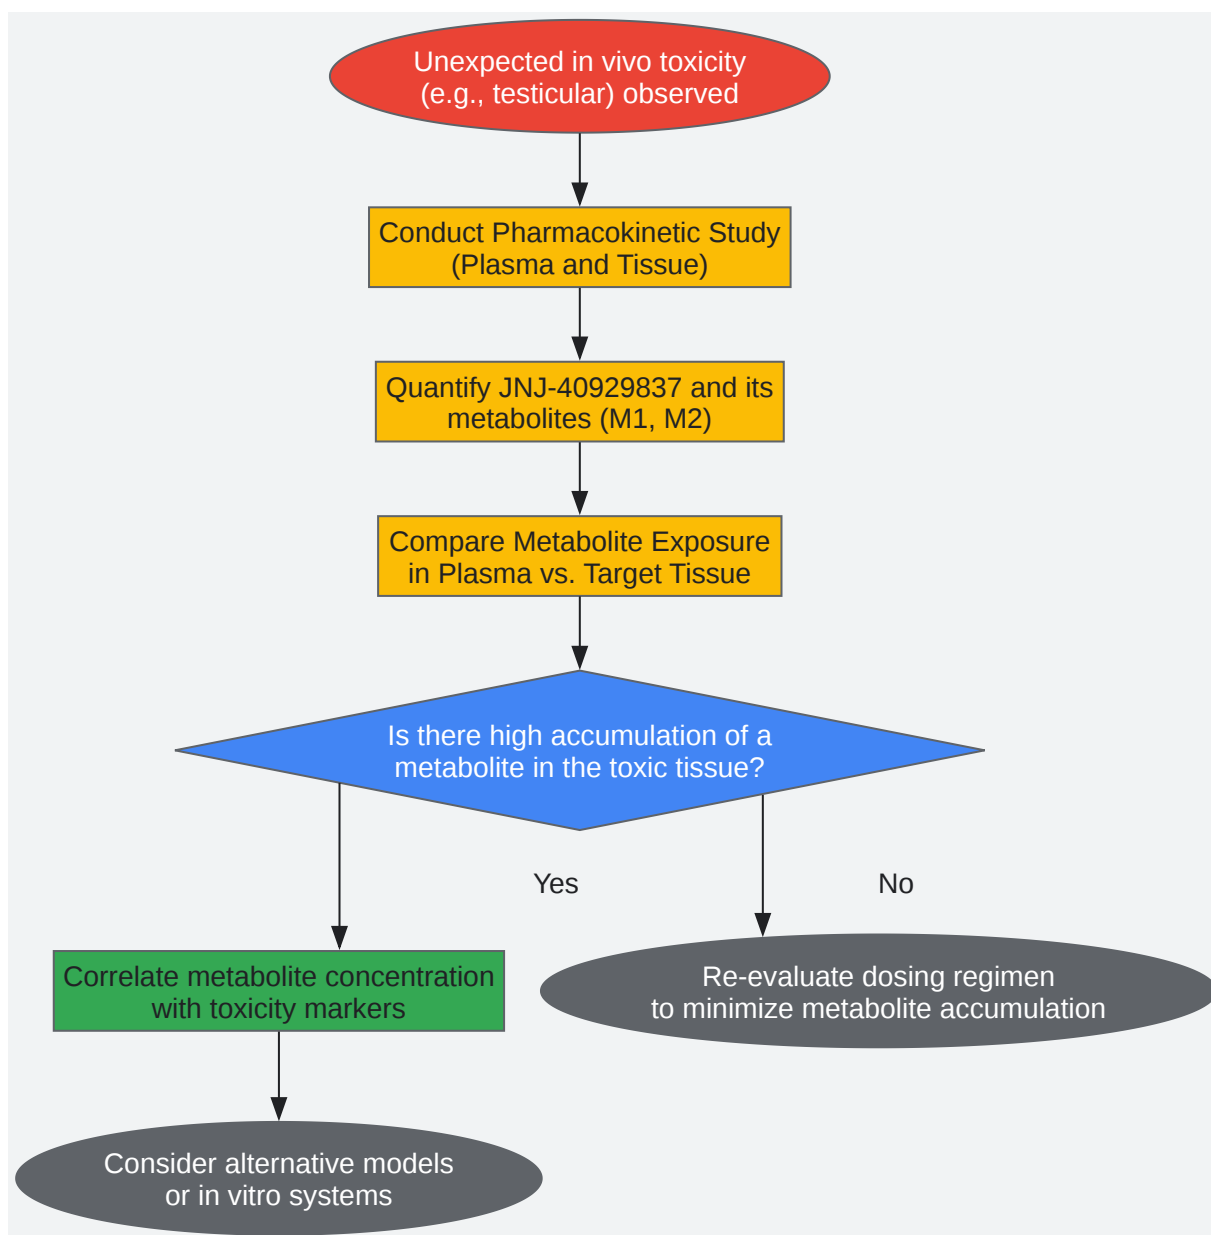 Unexpected in vivo toxicity
(e.g., testicular) observed
Conduct Pharmacokinetic Study
(Plasma and Tissue)
Quantify JNJ-40929837 and its
metabolites (M1, M2)
Compare Metabolite Exposure
in Plasma vs. Target Tissue
Is there high accumulation of a
metabolite in the toxic tissue?
Yes
No
Correlate metabolite concentration
with toxicity markers
Re-evaluate dosing regimen
to minimize metabolite accumulation
Consider alternative models
or in vitro systems